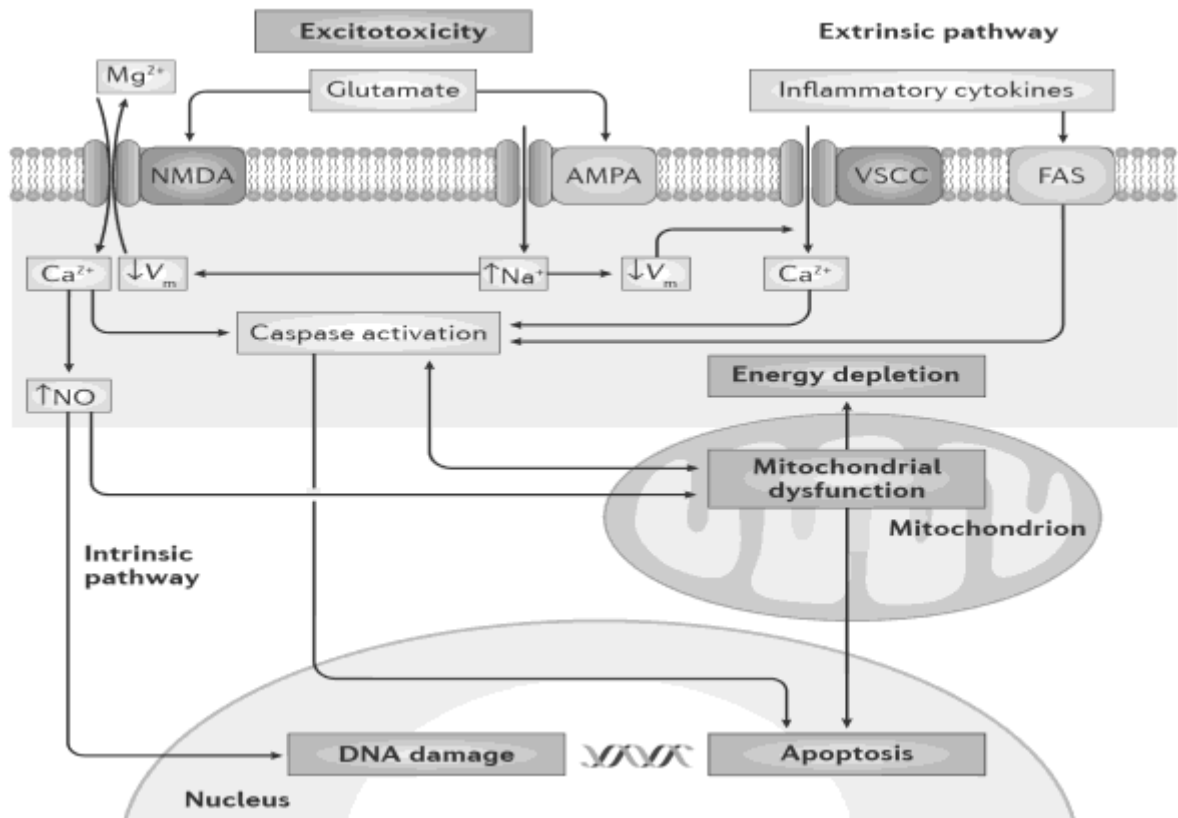 Excitotoxicity
Extrinsic pathway
Mg²⁺
Glutamate
Inflammatory cytokines
NMDA
AMPA
VSCC
FAS
Ca²⁺
↓Vm
↑Na⁺
↓Vm
Ca²⁺
Caspase activation
Energy depletion
↑NO
Mitochondrial
dysfunction
Mitochondrion
Intrinsic
pathway
DNA damage
Apoptosis
Nucleus